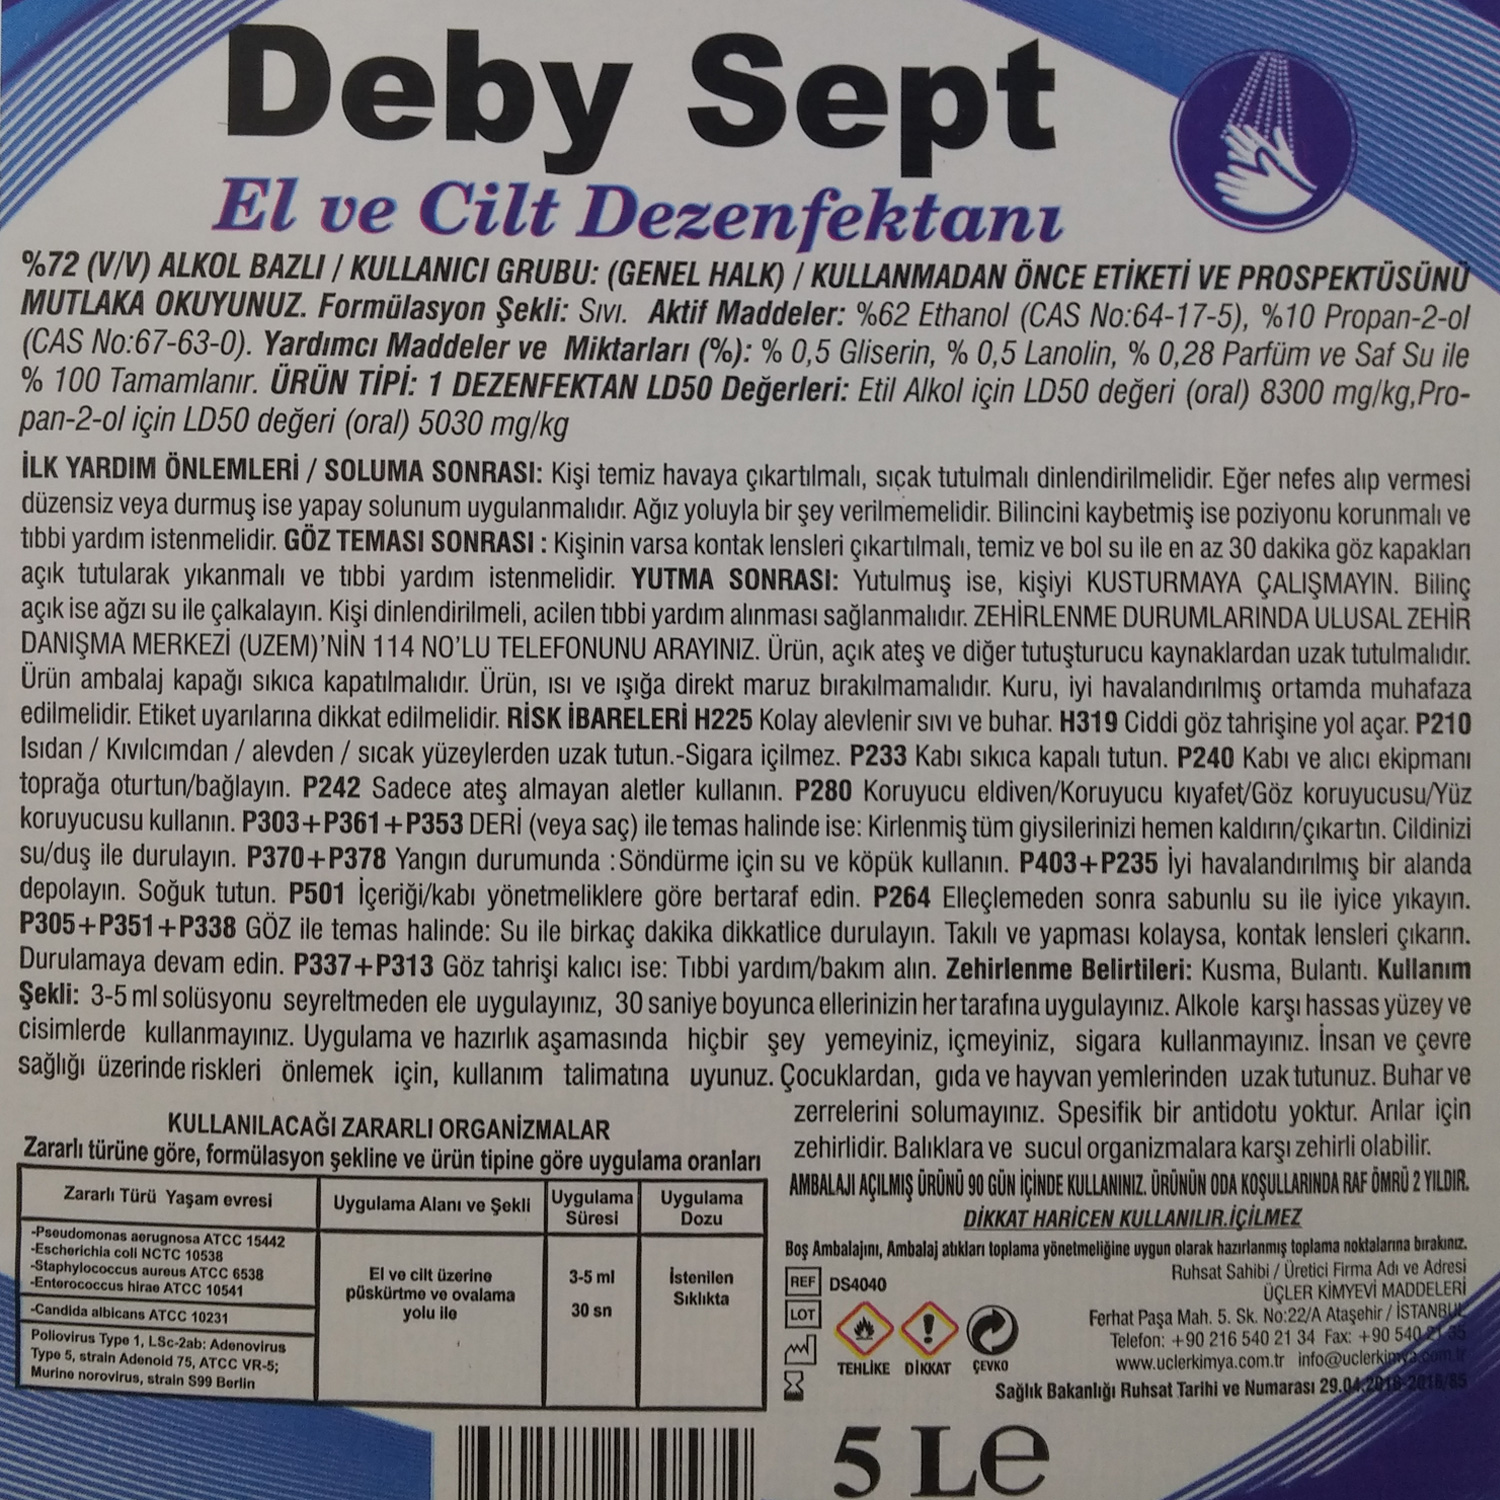 Deby Sept
El ve Cilt Dezenfektanı
%72 (V/V) ALKOL BAZLI / KULLANICI GRUBU: (GENEL HALK) / KULLANMADAN ÖNCE ETİKETİ VE PROSPEKTÜSÜNÜ
MUTLAKA OKUYUNUZ. Formülasyon Şekli: Sıvı. Aktif Maddeler: %62 Ethanol (CAS No:64-17-5), %10 Propan-2-ol
(CAS No:67-63-0). Yardımcı Maddeler ve Miktarları (%): % 0,5 Gliserin, % 0,5 Lanolin, % 0,28 Parfüm ve Saf Su ile
% 100 Tamamlanır. ÜRÜN TİPİ: 1 DEZENFEKTAN LD50 Değerleri: Etil Alkol için LD50 değeri (oral) 8300 mg/kg,Pro-
pan-2-ol için LD50 değeri (oral) 5030 mg/kg
İLK YARDIM ÖNLEMLERİ / SOLUMA SONRASI: Kişi temiz havaya çıkartılmalı, sıçak tutulmalı dinlendirilmelidir. Eğer nefes alıp vermesi
düzensiz veya durmuş ise yapay solunum uygulanmalıdır. Ağız yoluyla bir şey verilmemelidir. Bilincini kaybetmiş ise poziyonu korunmalı ve
tıbbi yardım istenmelidir. GÖZ TEMASI SONRASI : Kişinin varsa kontak lensleri çıkartılmalı, temiz ve bol su ile en az 30 dakika göz kapakları
açık tutularak yıkanmalı ve tıbbi yardım istenmelidir. YUTMA SONRASI: Yutulmuş ise, kişiyi KUSTURMAYA ÇALIŞMAYIN. Bilinç
açık ise ağzı su ile çalkalayın. Kişi dinlendirilmeli, acilen tıbbi yardım alınması sağlanmalıdır. ZEHİRLENME DURUMLARINDA ULUSAL ZEHİR
DANIŞMA MERKEZİ (UZEM)'NİN 114 NO'LU TELEFONUNU ARAYINIZ. Ürün, açık ateş ve diğer tutuşturucu kaynaklardan uzak tutulmalıdır.
Ürün ambalaj kapağı sıkıca kapatılmalıdır. Ürün, ısı ve ışığa direkt maruz bırakılmamalıdır. Kuru, iyi havalandırılmış ortamda muhafaza
edilmelidir. Etiket uyarılarına dikkat edilmelidir. RİSK İBARELERİ H225 Kolay alevlenir sıvı ve buhar. H319 Ciddi göz tahrişine yol açar. P210
Isıdan / Kıvılcımdan / alevden / sıcak yüzeylerden uzak tutun.-Sigara içilmez. P233 Kabı sıkıca kapalı tutun. P240 Kabı ve alıcı ekipmanı
toprağa oturtun/bağlayın. P242 Sadece ateş almayan aletler kullanın. P280 Koruyucu eldiven/Koruyucu kıyafet/Göz koruyucusu/Yüz
koruyucusu kullanın. P303+P361+P353 DERİ (veya saç) ile temas halinde ise: Kirlenmiş tüm giysilerinizi hemen kaldırın/çıkartın. Cildinizi
su/duş ile durulayın. P370+P378 Yangın durumunda :Söndürme için su ve köpük kullanın. P403+P235 İyi havalandırılmış bir alanda
depolayın. Soğuk tutun. P501 İçeriği/kabı yönetmeliklere göre bertaraf edin. P264 Elleçlemeden sonra sabunlu su ile iyice yıkayın.
P305+P351+P338 GÖZ ile temas halinde: Su ile birkaç dakika dikkatlice durulayın. Takılı ve yapması kolaysa, kontak lensleri çıkarın.
Durulamaya devam edin. P337+P313 Göz tahrişi kalıcı ise: Tıbbi yardım/bakım alın. Zehirlenme Belirtileri: Kusma, Bulantı. Kullanım
Şekli: 3-5 ml solüsyonu seyreltmeden ele uygulayınız, 30 saniye boyunca ellerinizin her tarafına uygulayınız. Alkole karşı hassas yüzey ve
cisimlerde kullanmayınız. Uygulama ve hazırlık aşamasında hiçbir şey yemeyiniz, içmeyiniz, sigara kullanmayınız. İnsan ve çevre
sağlığı üzerinde riskleri önlemek için, kullanım talimatına uyunuz. Çocuklardan, gıda ve hayvan yemlerinden uzak tutunuz. Buhar ve
zerrelerini solumayınız. Spesifik bir antidotu yoktur. Arılar için
zehirlidir. Balıklara ve sucul organizmalara karşı zehirli olabilir.
AMBALAJI AÇILMIŞ ÜRÜNÜ 90 GÜN İÇİNDE KULLANINIZ. ÜRÜNÜN ODA KOŞULLARINDA RAF ÖMRÜ 2 YILDIR.
DİKKAT HARİCEN KULLANILIR.İÇİLMEZ
Boş Ambalajını, Ambalaj atıkları toplama yönetmeliğine uygun olarak hazırlanmış toplama noktalarına bırakınız.
KULLANILACAĞI ZARARLI ORGANİZMALAR
Zararlı türüne göre, formülasyon şekline ve ürün tipine göre uygulama oranları
Zararlı Türü Yaşam evresi
Uygulama Alanı ve Şekli
Uygulama
Süresi
Uygulama
Dozu
-Pseudomonas aerugnosa ATCC 15442
-Escherichia coli NCTC 10538
-Staphylococcus aureus ATCC 6538
-Enterococcus hirae ATCC 10541
-Candida albicans ATCC 10231
Poliovirus Type 1, LSc-2ab: Adenovirus
Type 5, strain Adenoid 75, ATCC VR-5;
Murine norovirus, strain S99 Berlin
El ve cilt üzerine
püskürtme ve ovalama
yolu ile
3-5 ml
30 sn
İstenilen
Sıklıkta
REF DS4040
LOT
TEHLİKE DİKKAT ÇEVKO
Ruhsat Sahibi / Üretici Firma Adı ve Adresi
ÜÇLER KİMYEVİ MADDELERİ
Ferhat Paşa Mah. 5. Sk. No:22/A Ataşehir / İSTANBUL
Telefon: +90 216 540 21 34 Fax: +90 540 21 35
www.uclerkimya.com.tr info@uclerkimya.com.tr
Sağlık Bakanlığı Ruhsat Tarihi ve Numarası 29.04.2016-2016/85
5 Le